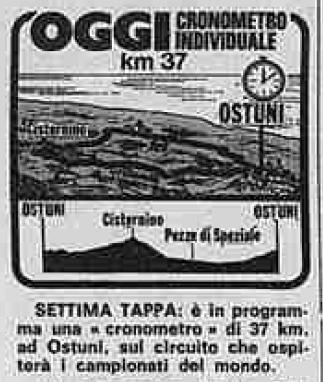 OGGI CRONOMETRO
INDIVIDUALE
km 37
OSTUNI
Cisternino
OSTUNI
OSTUNI
Cisternino
Pozze di Speziale
SETTIMA TAPPA: è in program-
ma una « cronometro » di 37 km.
ad Ostuni, sul circuito che ospi-
terà i campionati del mondo.